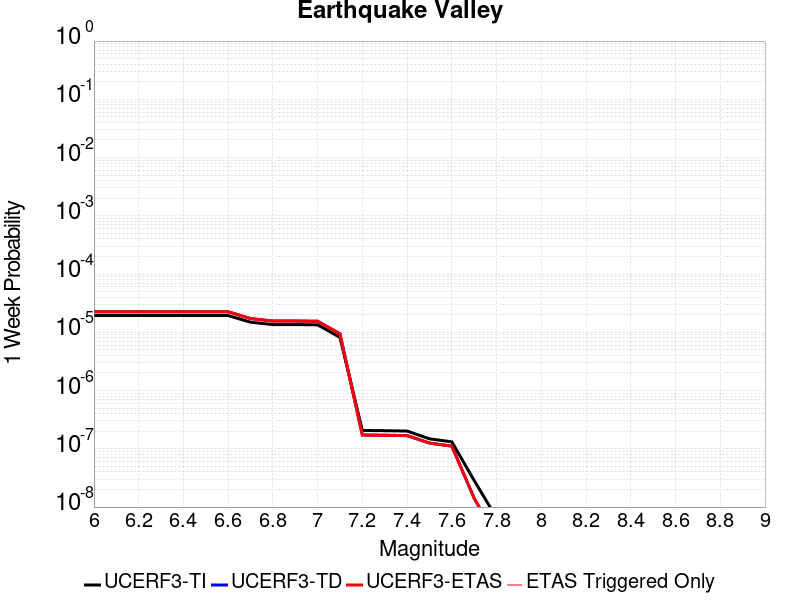 Earthquake Valley
10^0
10^-1
10^-2
10^-3
10^-4
10^-5
10^-6
10^-7
10^-8
1 Week Probability
6 6.2 6.4 6.6 6.8 7 7.2 7.4 7.6 7.8 8 8.2 8.4 8.6 8.8 9
Magnitude
UCERF3-TI UCERF3-TD UCERF3-ETAS ETAS Triggered Only